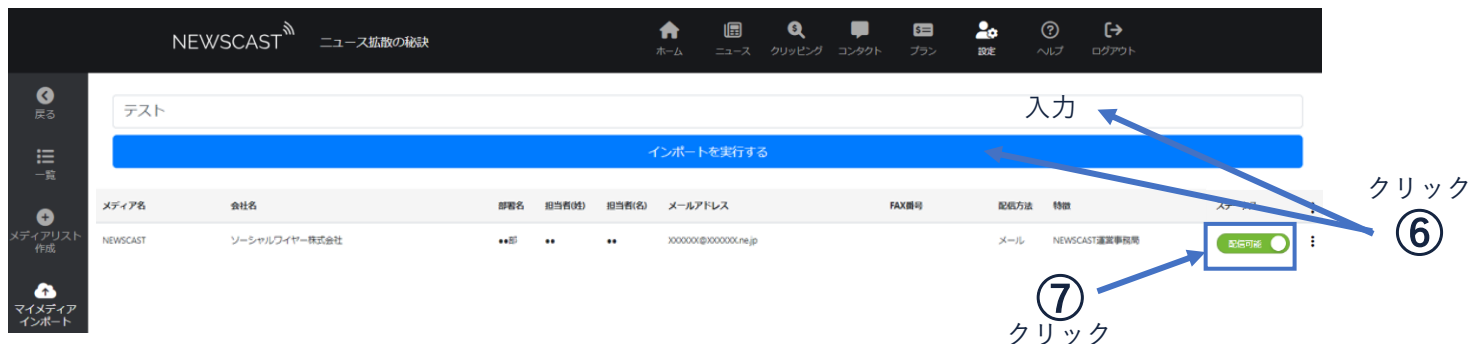 NEWSCAST ニュース拡散の秘訣
ホーム ニュース クリッピング コンタクト プラン 設定 ヘルプ ログアウト
戻る
一覧
メディアリスト
作成
マイメディア
インポート
テスト
入力
インポートを実行する
クリック
⑥
メディア名 会社名 部署名 担当者(姓) 担当者(名) メールアドレス FAX番号 配信方法 特徴
NEWSCAST ソーシャルワイヤー株式会社 ●●部 ●● ●● XXXXXX@XXXXXX.ne.jp メール NEWSCAST運営事務局 配信可能
⑦
クリック